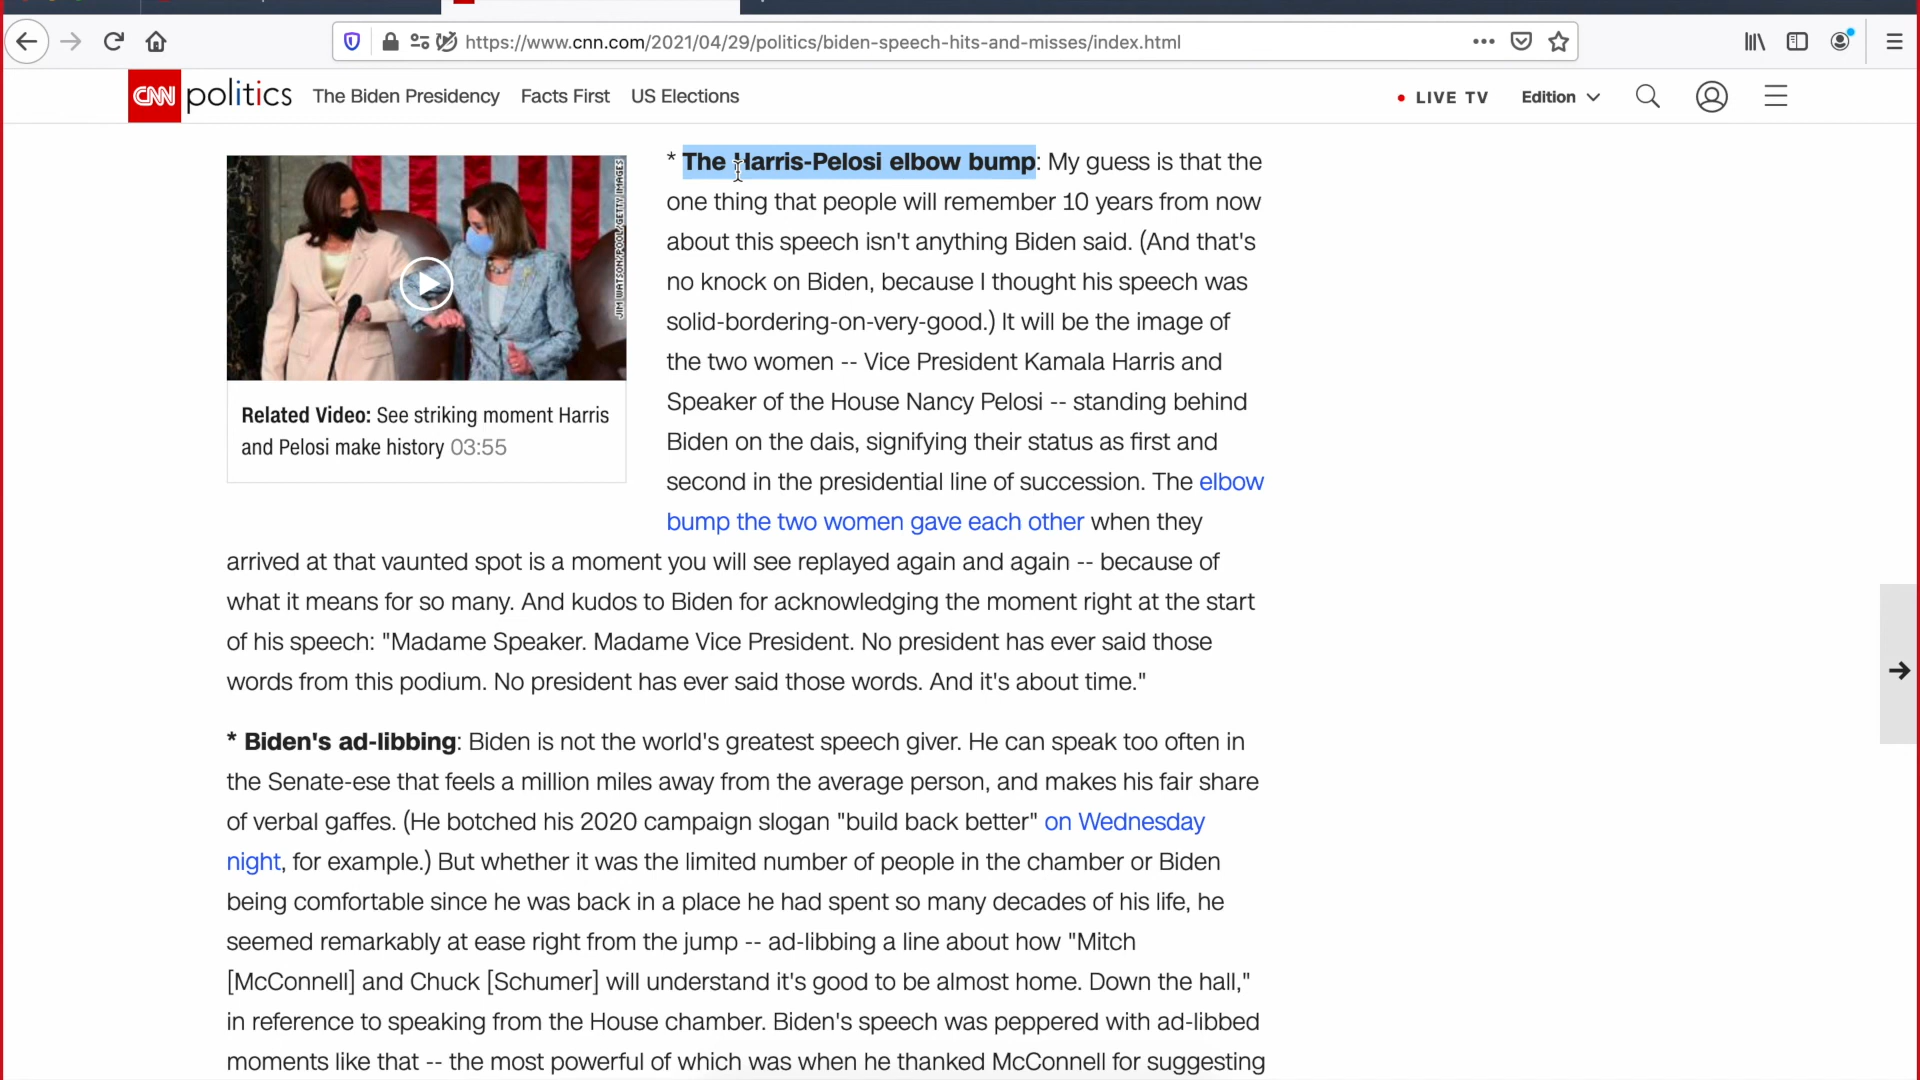 https://www.cnn.com/2021/04/29/politics/biden-speech-hits-and-misses/index.html
CNN politics The Biden Presidency Facts First US Elections LIVE TV Edition
* The Harris-Pelosi elbow bump: My guess is that the
one thing that people will remember 10 years from now
about this speech isn't anything Biden said. (And that's
no knock on Biden, because I thought his speech was
solid-bordering-on-very-good.) It will be the image of
the two women -- Vice President Kamala Harris and
Speaker of the House Nancy Pelosi -- standing behind
Biden on the dais, signifying their status as first and
second in the presidential line of succession. The elbow
bump the two women gave each other when they
JIM WATSON/POOL/GETTY IMAGES
Related Video: See striking moment Harris
and Pelosi make history 03:55
arrived at that vaunted spot is a moment you will see replayed again and again -- because of
what it means for so many. And kudos to Biden for acknowledging the moment right at the start
of his speech: "Madame Speaker. Madame Vice President. No president has ever said those
words from this podium. No president has ever said those words. And it's about time."
* Biden's ad-libbing: Biden is not the world's greatest speech giver. He can speak too often in
the Senate-ese that feels a million miles away from the average person, and makes his fair share
of verbal gaffes. (He botched his 2020 campaign slogan "build back better" on Wednesday
night, for example.) But whether it was the limited number of people in the chamber or Biden
being comfortable since he was back in a place he had spent so many decades of his life, he
seemed remarkably at ease right from the jump -- ad-libbing a line about how "Mitch
[McConnell] and Chuck [Schumer] will understand it's good to be almost home. Down the hall,"
in reference to speaking from the House chamber. Biden's speech was peppered with ad-libbed
moments like that -- the most powerful of which was when he thanked McConnell for suggesting